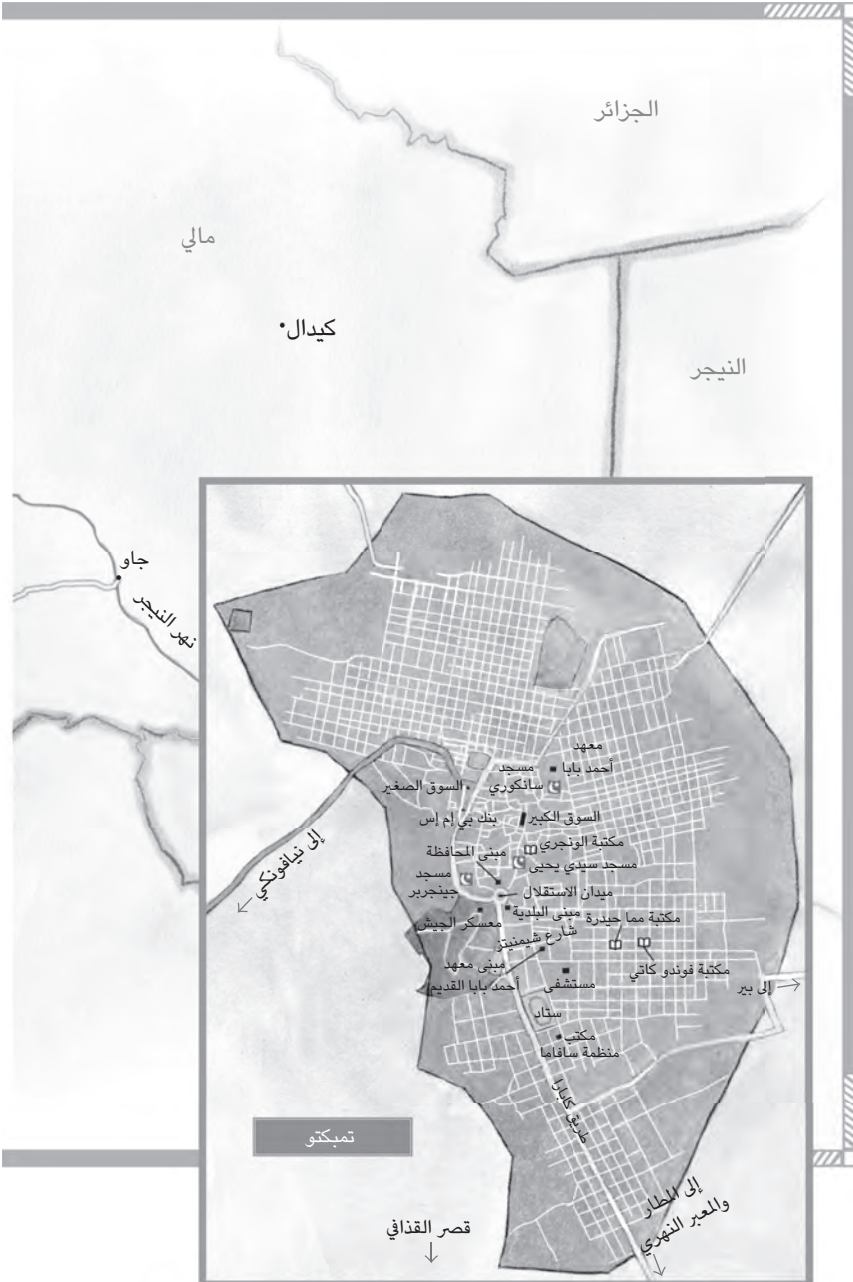 الجزائر
مالي
كيدال
النيجر
جاو
نهر النيجر
معهد
أحمد بابا
مسجد
سانكوري
السوق الصغير
بنك بي إم إس
السوق الكبير
مكتبة الونجري
مبنى المحافظة
مسجد سيدي يحيى
مسجد
جينجربر
ميدان الاستقلال
مبنى البلدية
مكتبة مما حيدرة
معسكر الجيش
شارع شيمنيتز
مكتبة فوندو كاتي
مبنى معهد
أحمد بابا القديم
مستشفى
إلى بير
ستاد
مكتب
منظمة سافاما
إلى نيافونكي
طريق كابارا
تمبكتو
إلى المطار
والمعبر النهري
قصر القذافي